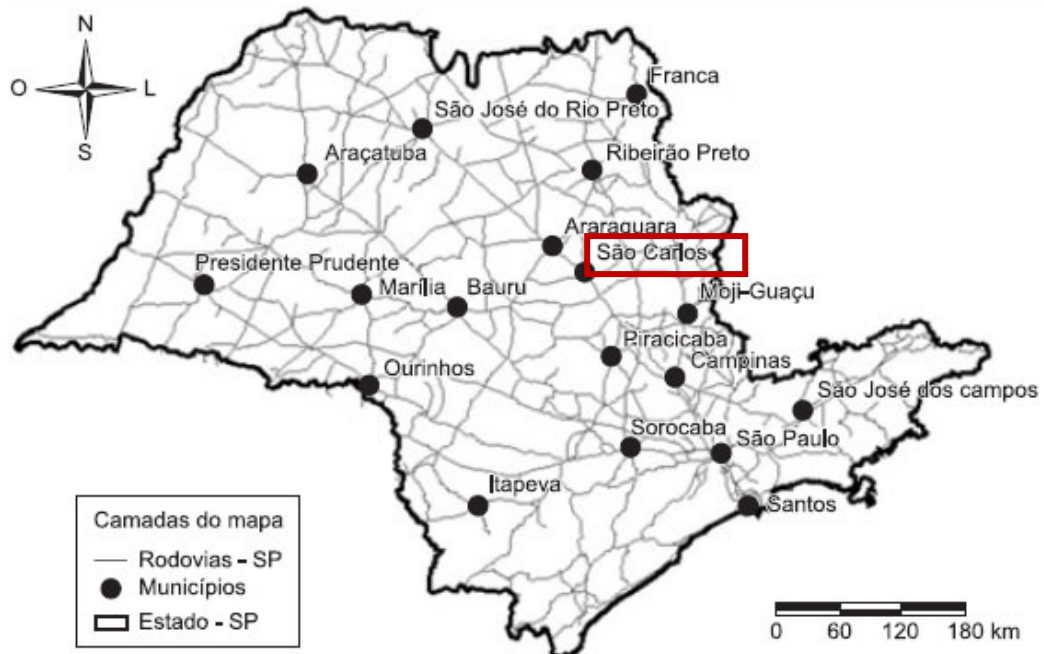 N
O
L
S
Franca
São José do Rio Preto
Araçatuba
Ribeirão Preto
Araraquara
São Carlos
Presidente Prudente
Marília
Bauru
Moji-Guaçu
Piracicaba
Ourinhos
Campinas
São José dos campos
Sorocaba
São Paulo
Itapeva
Santos
Camadas do mapa
Rodovias - SP
Municípios
Estado - SP
0 60 120 180 km